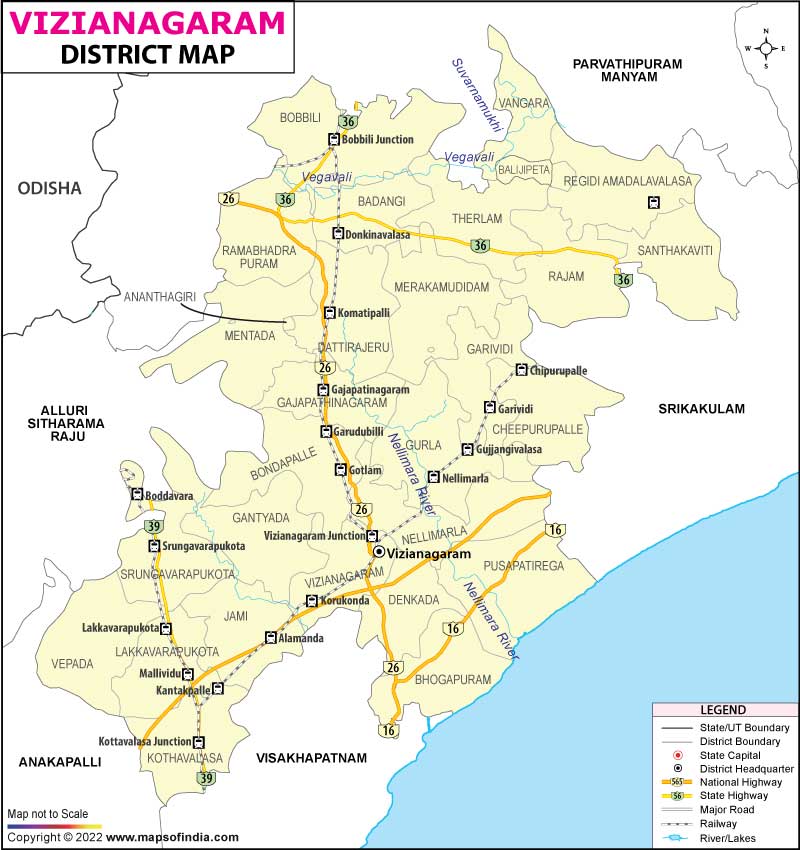 VIZIANAGARAM
DISTRICT MAP
N
W
E
S
PARVATHIPURAM
MANYAM
Suvarnamukhi
VANGARA
BOBBILI
36
Bobbili Junction
Vegavali
Vegavali
BALIJIPETA
REGIDI AMADALAVALASA
ODISHA
26
36
BADANGI
THERLAM
Donkinavalasa
36
SANTHAKAVITI
RAMABHADRA
PURAM
RAJAM
36
MERAKAMUDIDAM
ANANTHAGIRI
Komatipalli
MENTADA
DATTIRAJERU
GARIVIDI
26
Chipurupalle
Gajapatinagaram
GAJAPATHINAGARAM
Garividi
SRIKAKULAM
ALLURI
SITHARAMA
RAJU
Garudubilli
CHEEPURUPALLE
GURLA
Gujjangivalasa
Nellimara River
BONDAPALLE
Gotlam
Nellimarla
Boddavara
26
GANTYADA
39
Vizianagaram Junction
NELLIMARLA
16
Srungavarapukota
Vizianagaram
PUSAPATIREGA
SRUNGAVARAPUKOTA
VIZIANAGARAM
Nellimara River
Korukonda
DENKADA
JAMI
Lakkavarapukota
Alamanda
16
LAKKAVARAPUKOTA
VEPADA
Mallividu
26
Kantakpalle
BHOGAPURAM
16
Kottavalasa Junction
KOTHAVALASA
ANAKAPALLI
VISAKHAPATNAM
39
LEGEND
State/UT Boundary
District Boundary
State Capital
District Headquarter
565 National Highway
56 State Highway
Major Road
Railway
River/Lakes
Map not to Scale
Copyright © 2022 www.mapsofindia.com